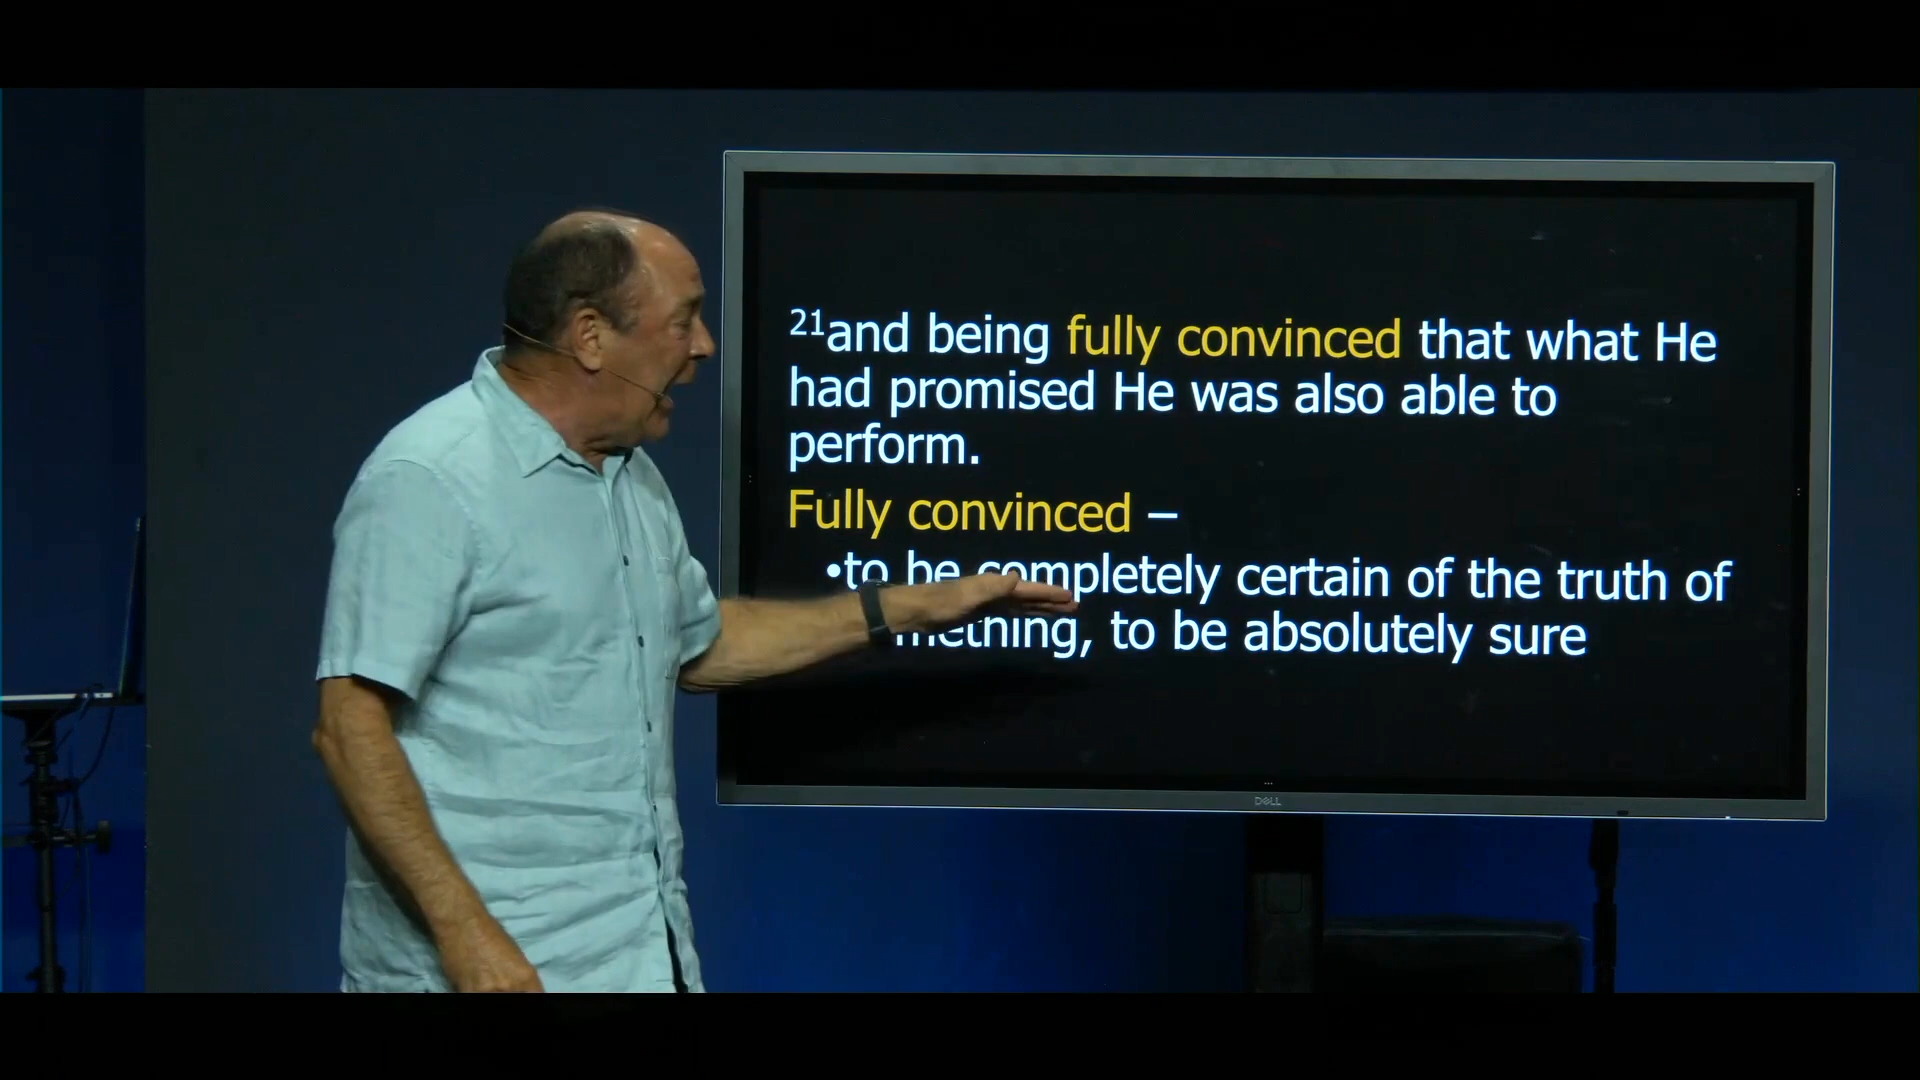 21and being fully convinced that what He
had promised He was also able to
perform.
Fully convinced –
•to be completely certain of the truth of
mething, to be absolutely sure
DELL